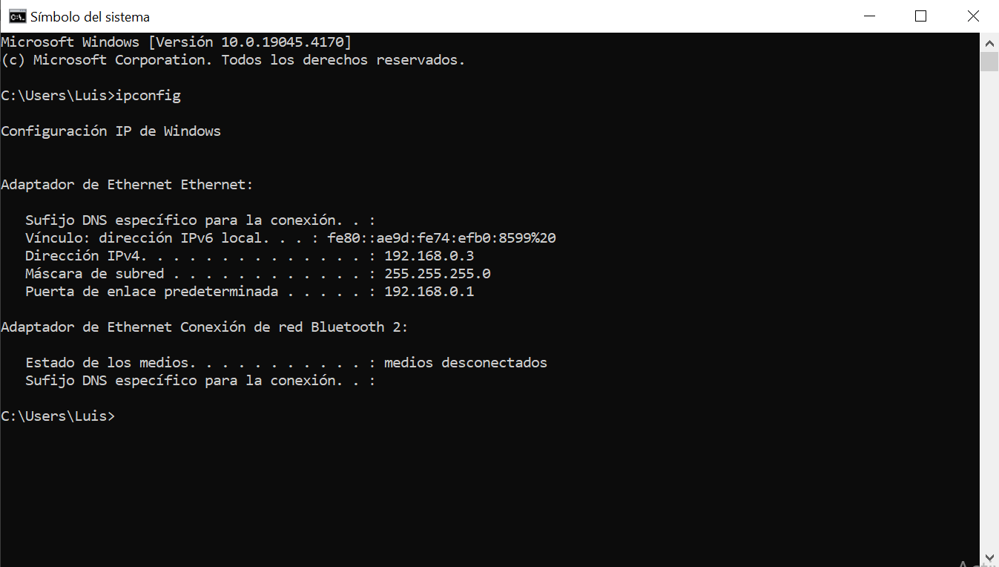 Símbolo del sistema
Microsoft Windows [Versión 10.0.19045.4170]
(c) Microsoft Corporation. Todos los derechos reservados.
C:\Users\Luis>ipconfig
Configuración IP de Windows
Adaptador de Ethernet Ethernet:
   Sufijo DNS específico para la conexión. . :
   Vínculo: dirección IPv6 local. . . : fe80::ae9d:fe74:efb0:8599%20
   Dirección IPv4. . . . . . . . . . . . . . : 192.168.0.3
   Máscara de subred . . . . . . . . . . . . : 255.255.255.0
   Puerta de enlace predeterminada . . . . . : 192.168.0.1
Adaptador de Ethernet Conexión de red Bluetooth 2:
   Estado de los medios. . . . . . . . . . . : medios desconectados
   Sufijo DNS específico para la conexión. . :
C:\Users\Luis>